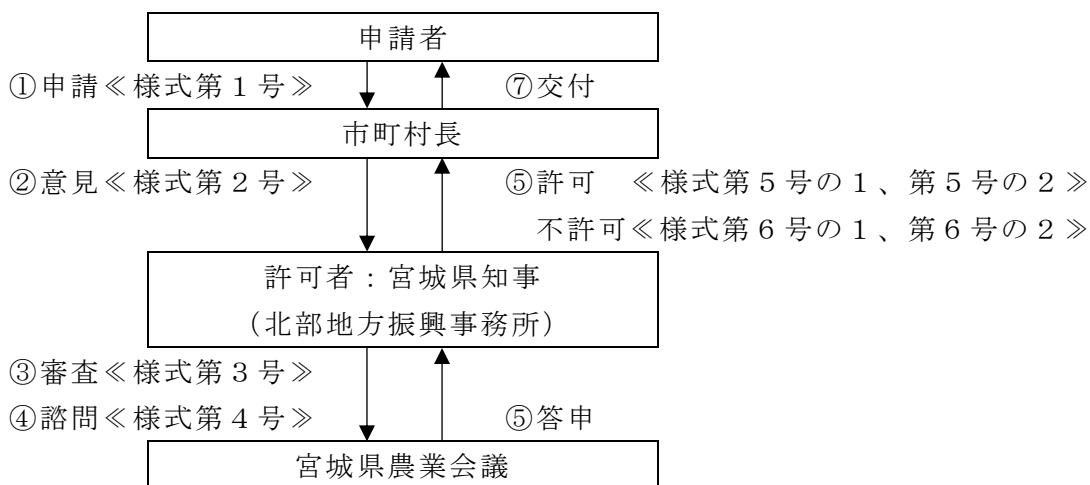 申請者
①申請≪様式第1号≫
⑦交付
市町村長
②意見≪様式第2号≫
⑤許可 ≪様式第5号の1、第5号の2≫
不許可≪様式第6号の1、第6号の2≫
許可者:宮城県知事
(北部地方振興事務所)
③審査≪様式第3号≫
④諮問≪様式第4号≫
⑤答申
宮城県農業会議